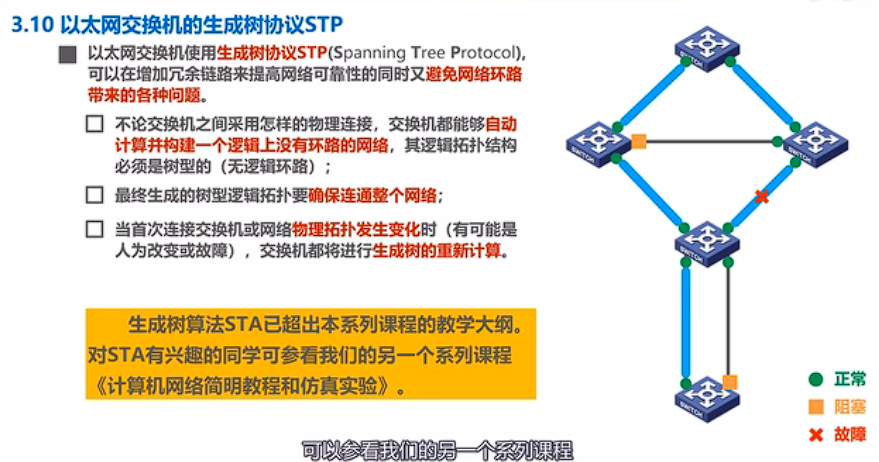 3.10 以太网交换机的生成树协议STP
以太网交换机使用生成树协议STP(Spanning Tree Protocol),
可以在增加冗余链路来提高网络可靠性的同时又避免网络环路
带来的各种问题。
不论交换机之间采用怎样的物理连接，交换机都能够自动
计算并构建一个逻辑上没有环路的网络，其逻辑拓扑结构
必须是树型的（无逻辑环路）;
最终生成的树型逻辑拓扑要确保连通整个网络;
当首次连接交换机或网络物理拓扑发生变化时（有可能是
人为改变或故障）, 交换机都将进行生成树的重新计算。
生成树算法STA已超出本系列课程的教学大纲。
对STA有兴趣的同学可参看我们的另一个系列课程
《计算机网络简明教程和仿真实验》。
SWITCH
SWITCH
SWITCH
SWITCH
SWITCH
正常
阻塞
故障
可以参看我们的另一个系列课程